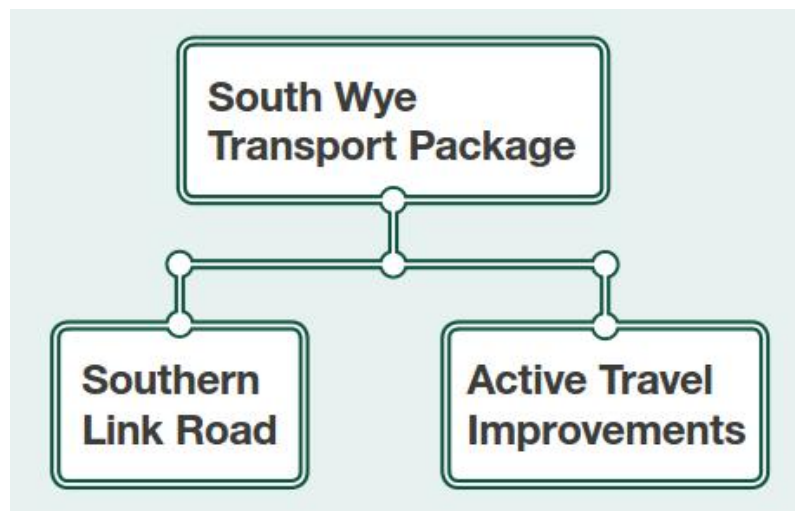 South Wye
Transport Package
Southern
Link Road
Active Travel
Improvements